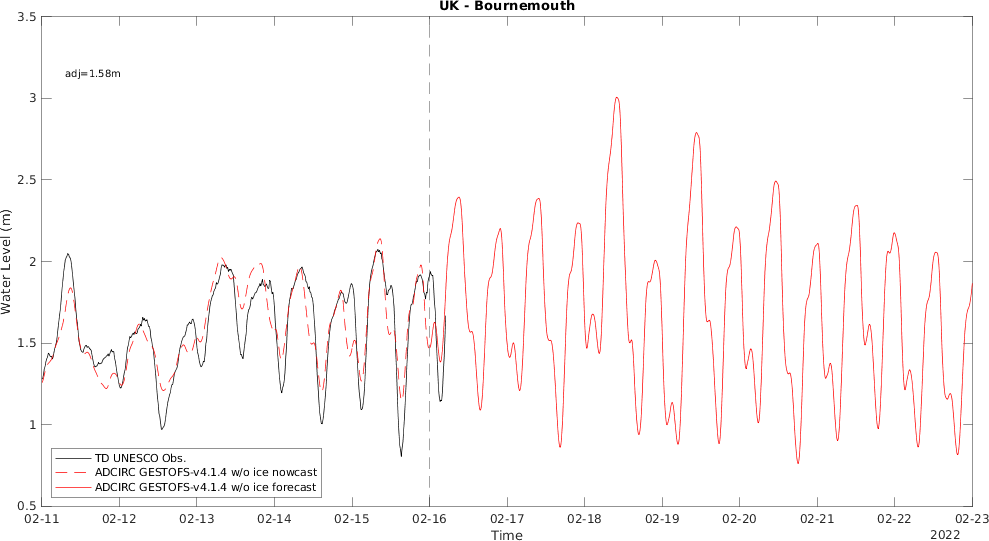 UK - Bournemouth
3.5
3
2.5
2
1.5
1
0.5
Water Level (m)
adj=1.58m
TD UNESCO Obs.
ADCIRC GESTOFS-v4.1.4 w/o ice nowcast
ADCIRC GESTOFS-v4.1.4 w/o ice forecast
02-11 02-12 02-13 02-14 02-15 02-16 02-17 02-18 02-19 02-20 02-21 02-22 02-23
Time
2022